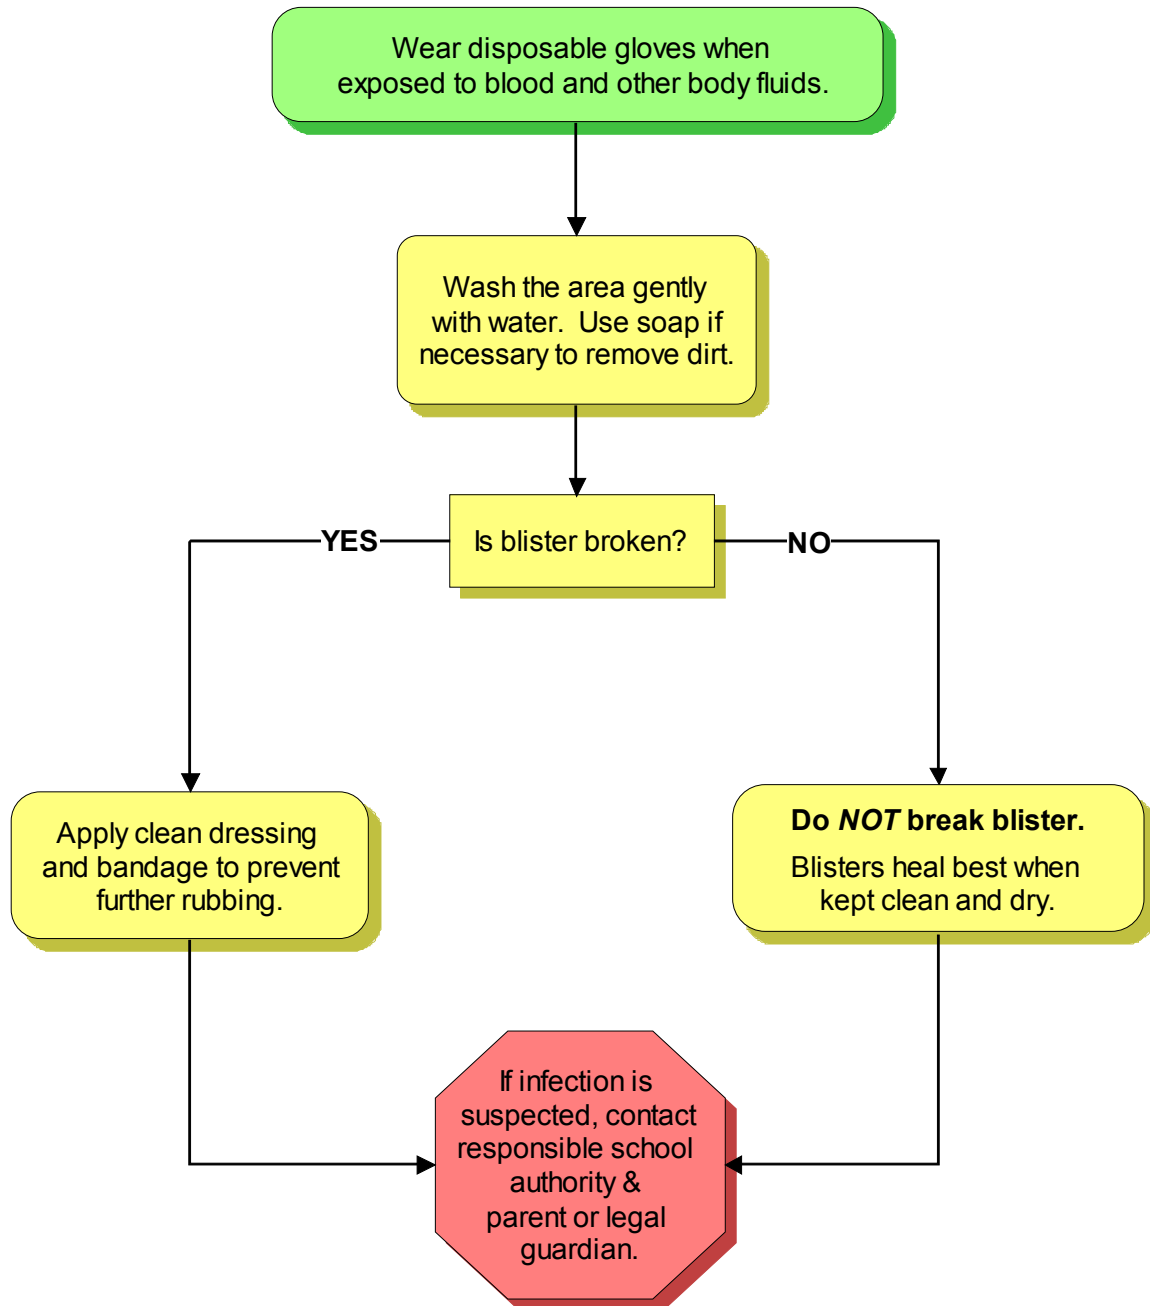 Wear disposable gloves when
exposed to blood and other body fluids.
Wash the area gently
with water.  Use soap if
necessary to remove dirt.
Is blister broken?
YES
NO
Apply clean dressing
and bandage to prevent
further rubbing.
Do NOT break blister.
Blisters heal best when
kept clean and dry.
If infection is
suspected, contact
responsible school
authority &
parent or legal
guardian.